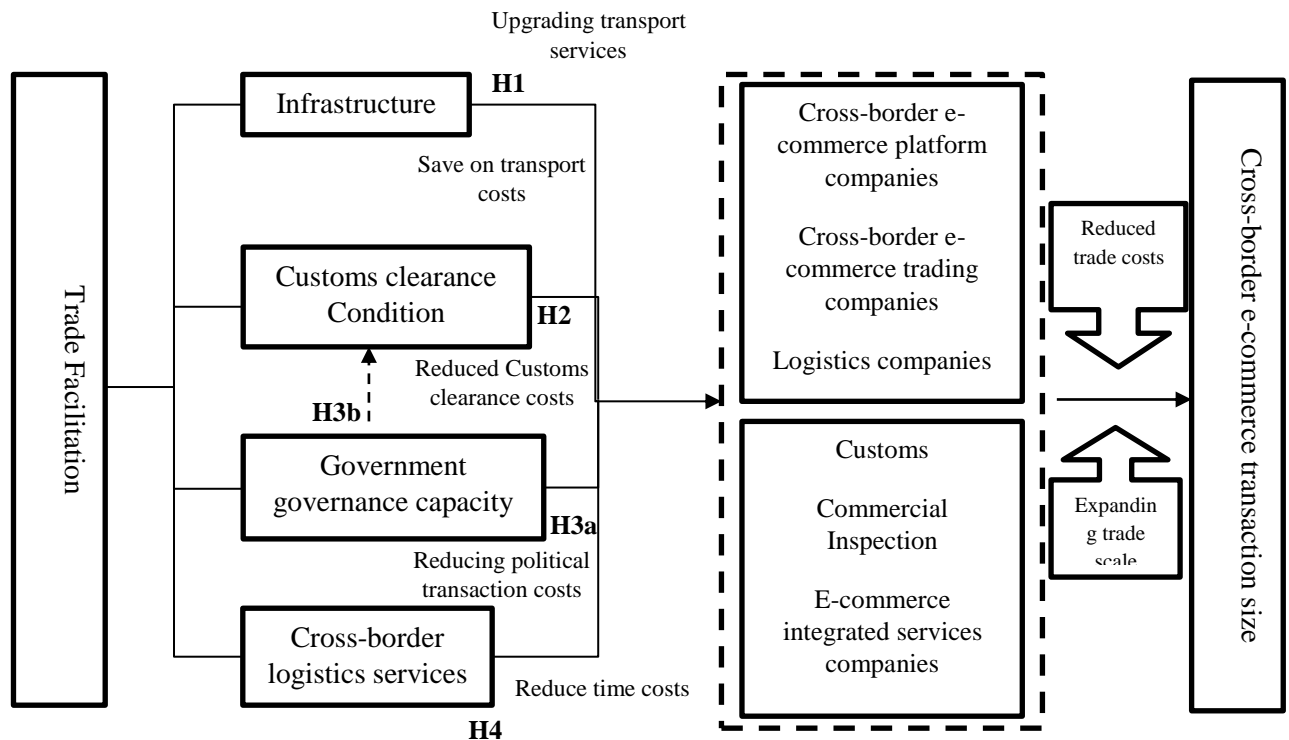 Upgrading transport
services
Trade Facilitation
Infrastructure
H1
Save on transport
costs
Customs clearance
Condition
H2
Reduced Customs
clearance costs
H3b
Government
governance capacity
H3a
Reducing political
transaction costs
Cross-border
logistics services
Reduce time costs
H4
Cross-border e-
commerce platform
companies
Cross-border e-
commerce trading
companies
Logistics companies
Customs
Commercial
Inspection
E-commerce
integrated services
companies
Reduced
trade costs
Expandin
g trade
scale
Cross-border e-commerce transaction size